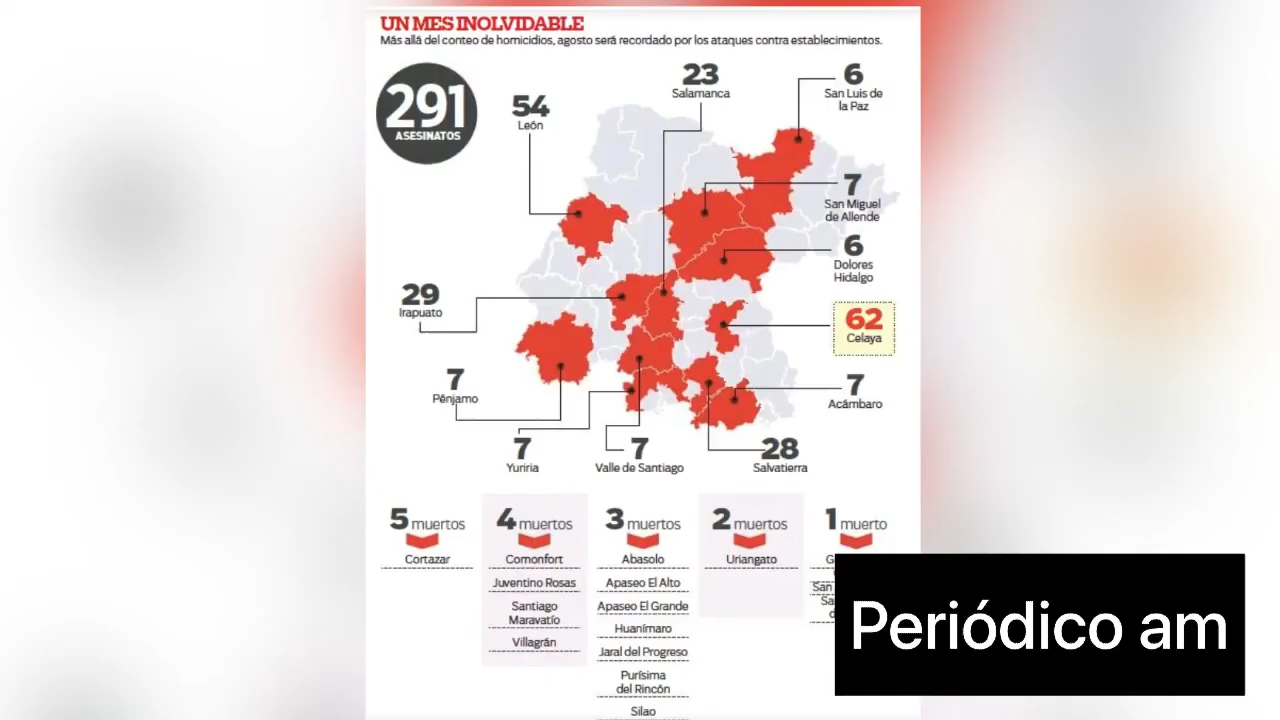 UN MES INOLVIDABLE
Más allá del conteo de homicidios, agosto será recordado por los ataques contra establecimientos.
291
ASESINATOS
54
León
23
Salamanca
6
San Luis de
la Paz
7
San Miguel
de Allende
6
Dolores
Hidalgo
29
Irapuato
62
Celaya
7
Pénjamo
7
Acámbaro
7
Yuriria
7
Valle de Santiago
28
Salvatierra
5 muertos
Cortazar
4 muertos
Comonfort
Juventino Rosas
Santiago
Maravatío
Villagrán
3 muertos
Abasolo
Apaseo El Alto
Apaseo El Grande
Huanímaro
Jaral del Progreso
Purísima
del Rincón
Silao
2 muertos
Uriangato
1 muerto
San
Periódico am